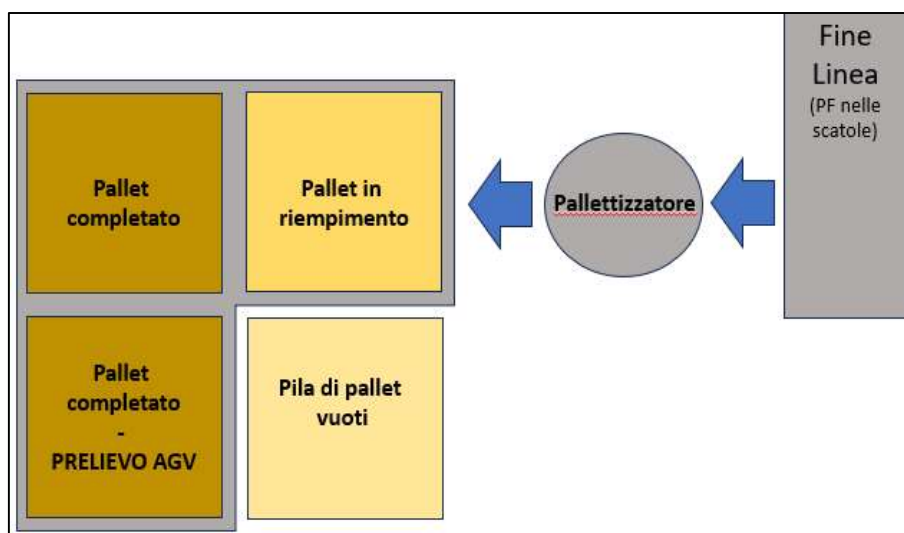 Fine
Linea
(PF nelle
scatole)
Pallet
completato
Pallet in
riempimento
Pallettizzatore
Pallet
completato
-
PRELIEVO AGV
Pila di pallet
vuoti